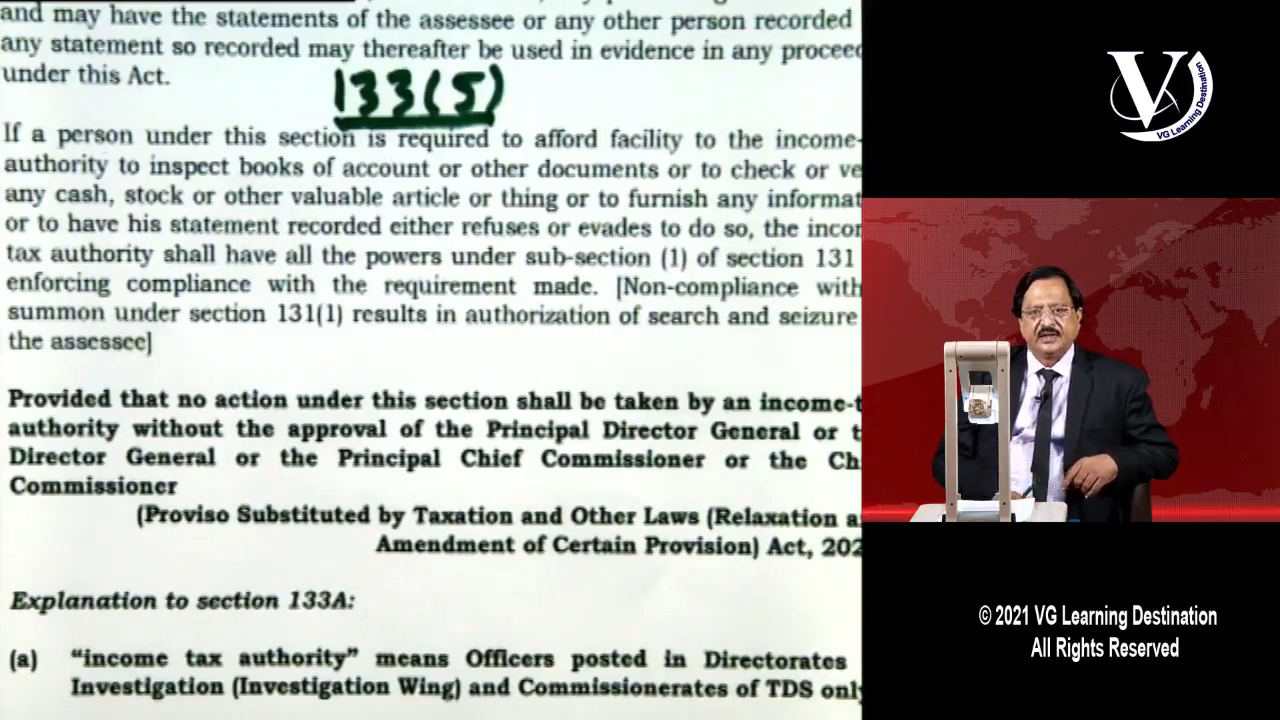 and may have the statements of the assessee or any other person recorded
any statement so recorded may thereafter be used in evidence in any
under this Act.
133(5)
If a person under this section is required to afford facility to the income-
authority to inspect books of account or other documents or to check or
any cash, stock or other valuable article or thing or to furnish any
or to have his statement recorded either refuses or evades to do so, the
tax authority shall have all the powers under sub-section (1) of section 131
enforcing compliance with the requirement made. [Non-compliance with
summon under section 131(1) results in authorization of search and seizure
the assessee]
Provided that no action under this section shall be taken by an income-
authority without the approval of the Principal Director General or
Director General or the Principal Chief Commissioner or the
Commissioner
(Proviso Substituted by Taxation and Other Laws (Relaxation
Amendment of Certain Provision) Act,
Explanation to section 133A:
(a) "income tax authority" means Officers posted in Directorates
Investigation (Investigation Wing) and Commissionerates of TDS
V
VG Learning Destination
© 2021 VG Learning Destination
All Rights Reserved